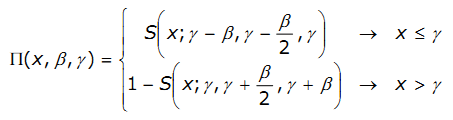 Π(x, β, γ) = { S(x; γ − β, γ − β/2, γ) → x ≤ γ
1 − S(x; γ, γ + β/2, γ + β) → x > γ